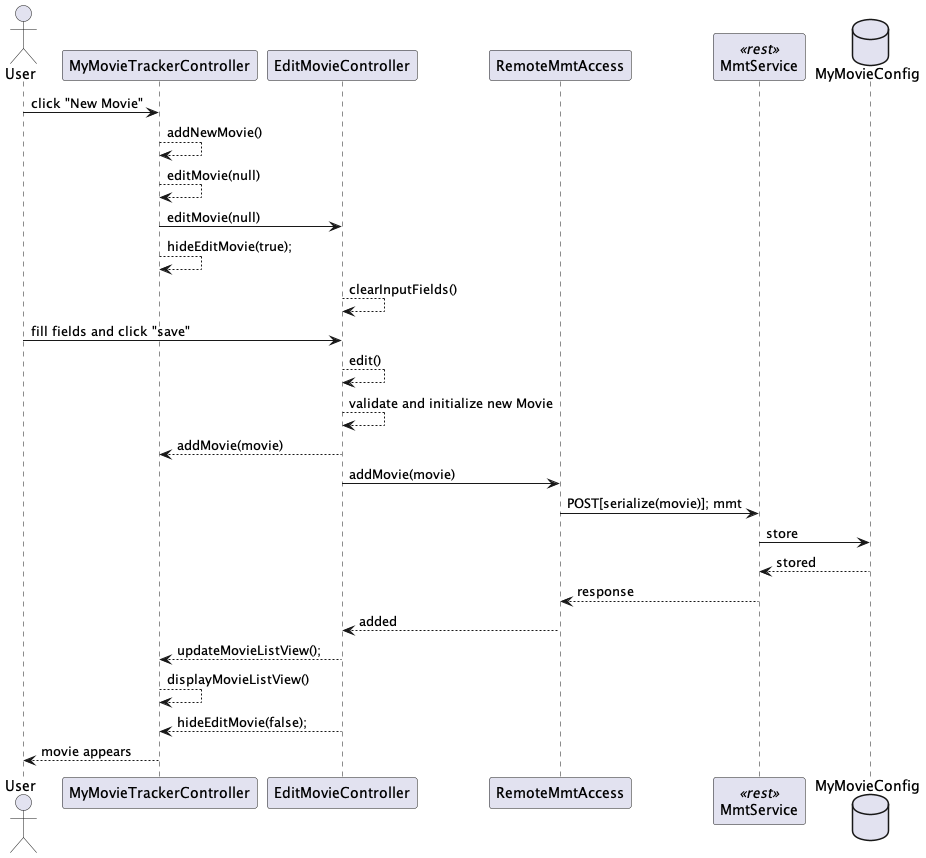 User
MyMovieTrackerController
EditMovieController
RemoteMmtAccess
«rest»
MmtService
MyMovieConfig
click "New Movie"
addNewMovie()
editMovie(null)
editMovie(null)
hideEditMovie(true);
clearInputFields()
fill fields and click "save"
edit()
validate and initialize new Movie
addMovie(movie)
addMovie(movie)
POST[serialize(movie)]; mmt
store
stored
response
added
updateMovieListView();
displayMovieListView()
hideEditMovie(false);
movie appears
User
MyMovieTrackerController
EditMovieController
RemoteMmtAccess
«rest»
MmtService
MyMovieConfig